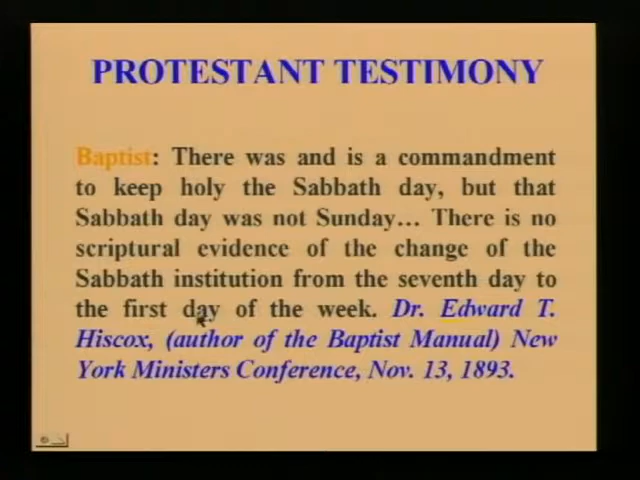 PROTESTANT TESTIMONY
Baptist: There was and is a commandment
to keep holy the Sabbath day, but that
Sabbath day was not Sunday... There is no
scriptural evidence of the change of the
Sabbath institution from the seventh day to
the first day of the week. Dr. Edward T.
Hiscox, (author of the Baptist Manual) New
York Ministers Conference, Nov. 13, 1893.